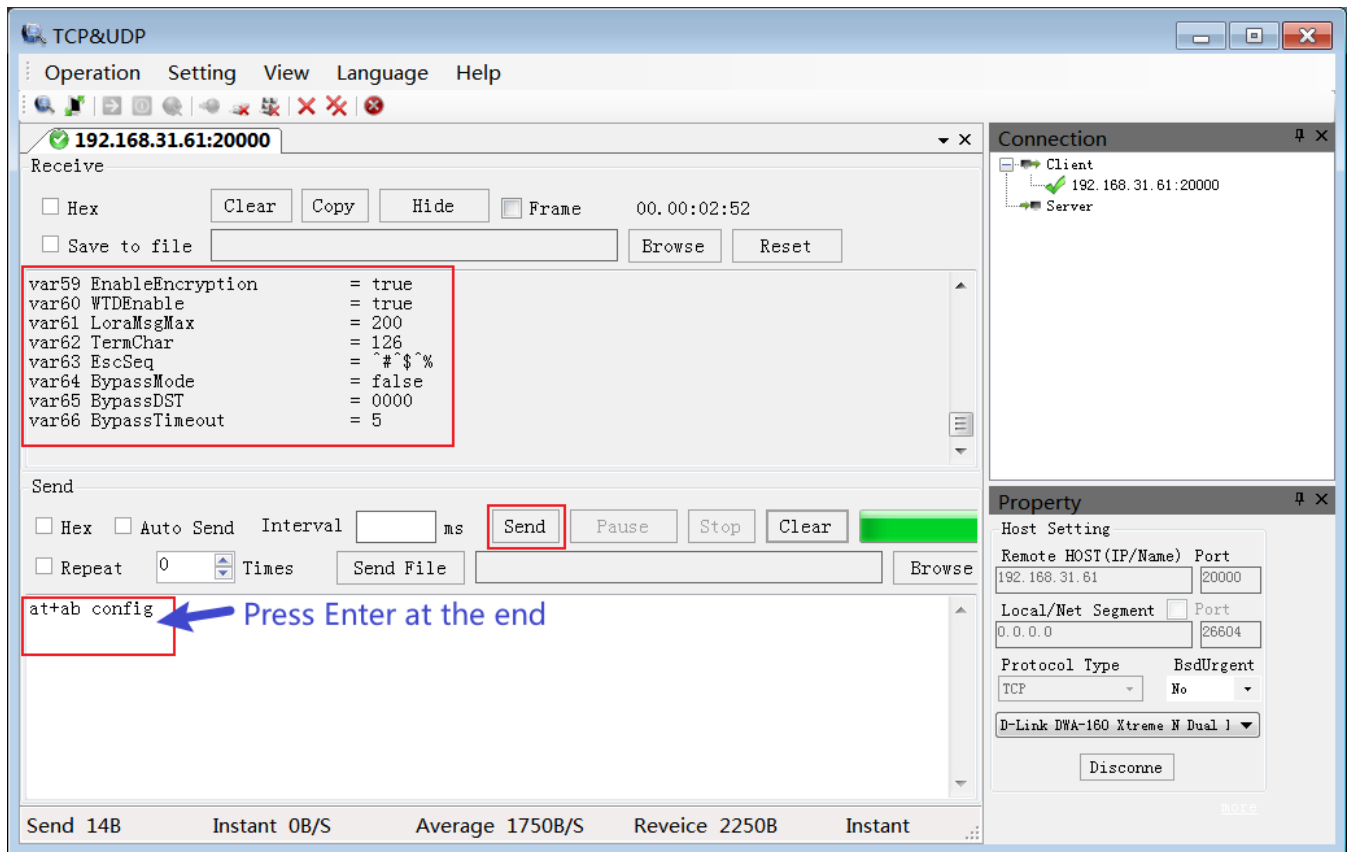 TCP&UDP
Operation Setting View Language Help
192.168.31.61:20000
Receive
Hex Clear Copy Hide Frame 00.00:02:52
Save to file Browse Reset
var59 EnableEncryption = true
var60 WTDEnable = true
var61 LoraMsgMax = 200
var62 TermChar = 126
var63 EscSeq = ^#^$^%
var64 BypassMode = false
var65 BypassDST = 0000
var66 BypassTimeout = 5
Send
Hex Auto Send Interval ms Send Pause Stop Clear
Repeat 0 Times Send File Browse
at+ab config
Press Enter at the end
Send 14B Instant 0B/S Average 1750B/S Reveice 2250B Instant
Connection
Client
192.168.31.61:20000
Server
Property
Host Setting
Remote HOST(IP/Name) Port
192.168.31.61 20000
Local/Net Segment Port
0.0.0.0 26604
Protocol Type BsdUrgent
TCP No
D-Link DWA-160 Xtreme N Dual
Disconne
more